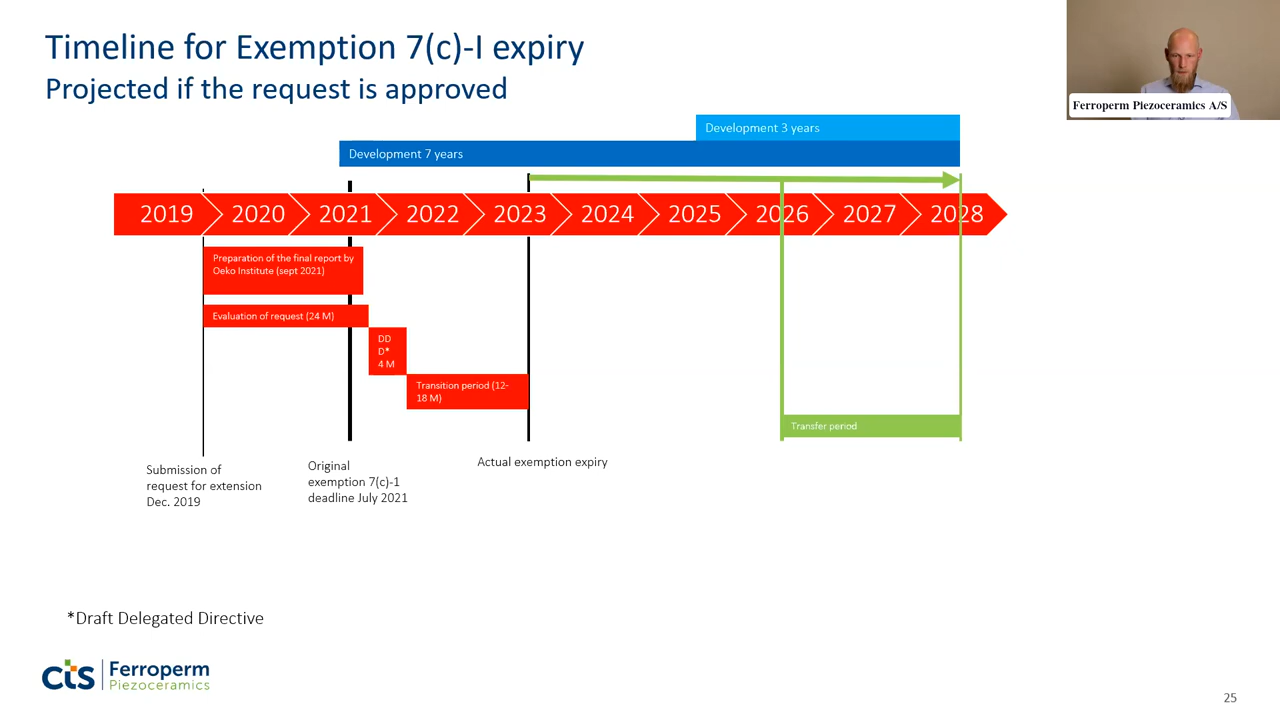 Timeline for Exemption 7(c)-I expiry
Projected if the request is approved
Ferroperm Piezoceramics A/S
Development 3 years
Development 7 years
2019 2020 2021 2022 2023 2024 2025 2026 2027 2028
Preparation of the final report by
Oeko Institute (sept 2021)
Evaluation of request (24 M)
DD
D*
4 M
Transition period (12-
18 M)
Transfer period
Submission of
request for extension
Dec. 2019
Original
exemption 7(c)-1
deadline July 2021
Actual exemption expiry
*Draft Delegated Directive
cts Ferroperm
Piezoceramics
25